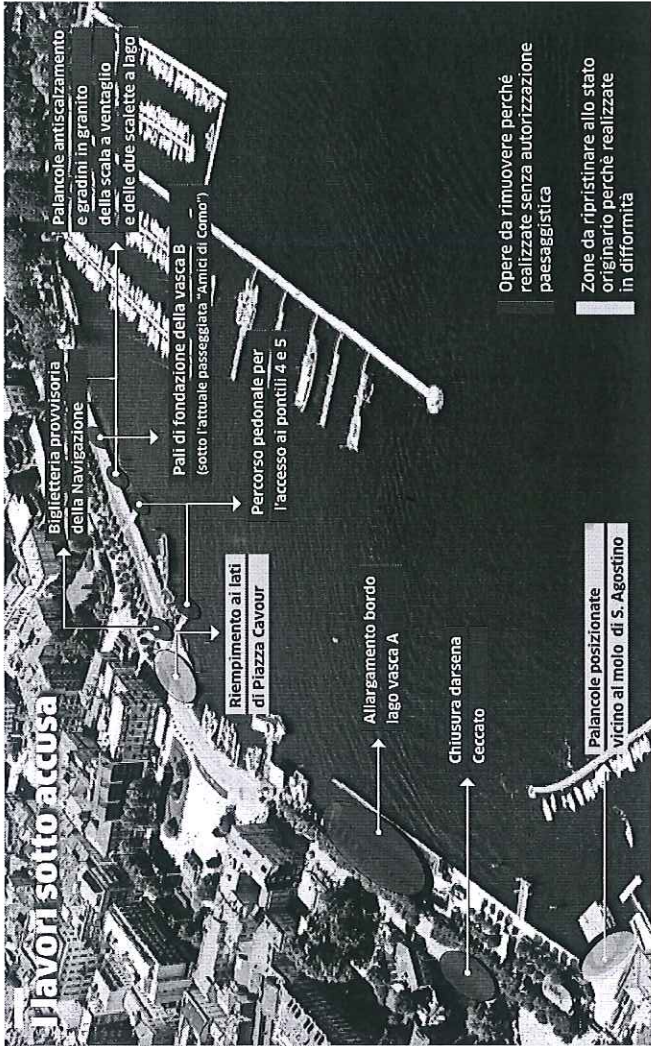 I lavori sotto accusa
Biglietteria provvisoria
della Navigazione
Palancole antiscalzamento
e gradini in granito
della scala a ventaglio
e delle due scalette a lago
Pali di fondazione della vasca B
(sotto l'attuale passeggiata "Amici di Como")
Percorso pedonale per
l'accesso ai pontili 4 e 5
Riempimento ai lati
di Piazza Cavour
Allargamento bordo
lago vasca A
Chiusura darsena
Ceccato
Palancole posizionate
vicino al molo di S. Agostino
Opere da rimuovere perché
realizzate senza autorizzazione
paesaggistica
Zone da ripristinare allo stato
originario perchè realizzate
in difformità